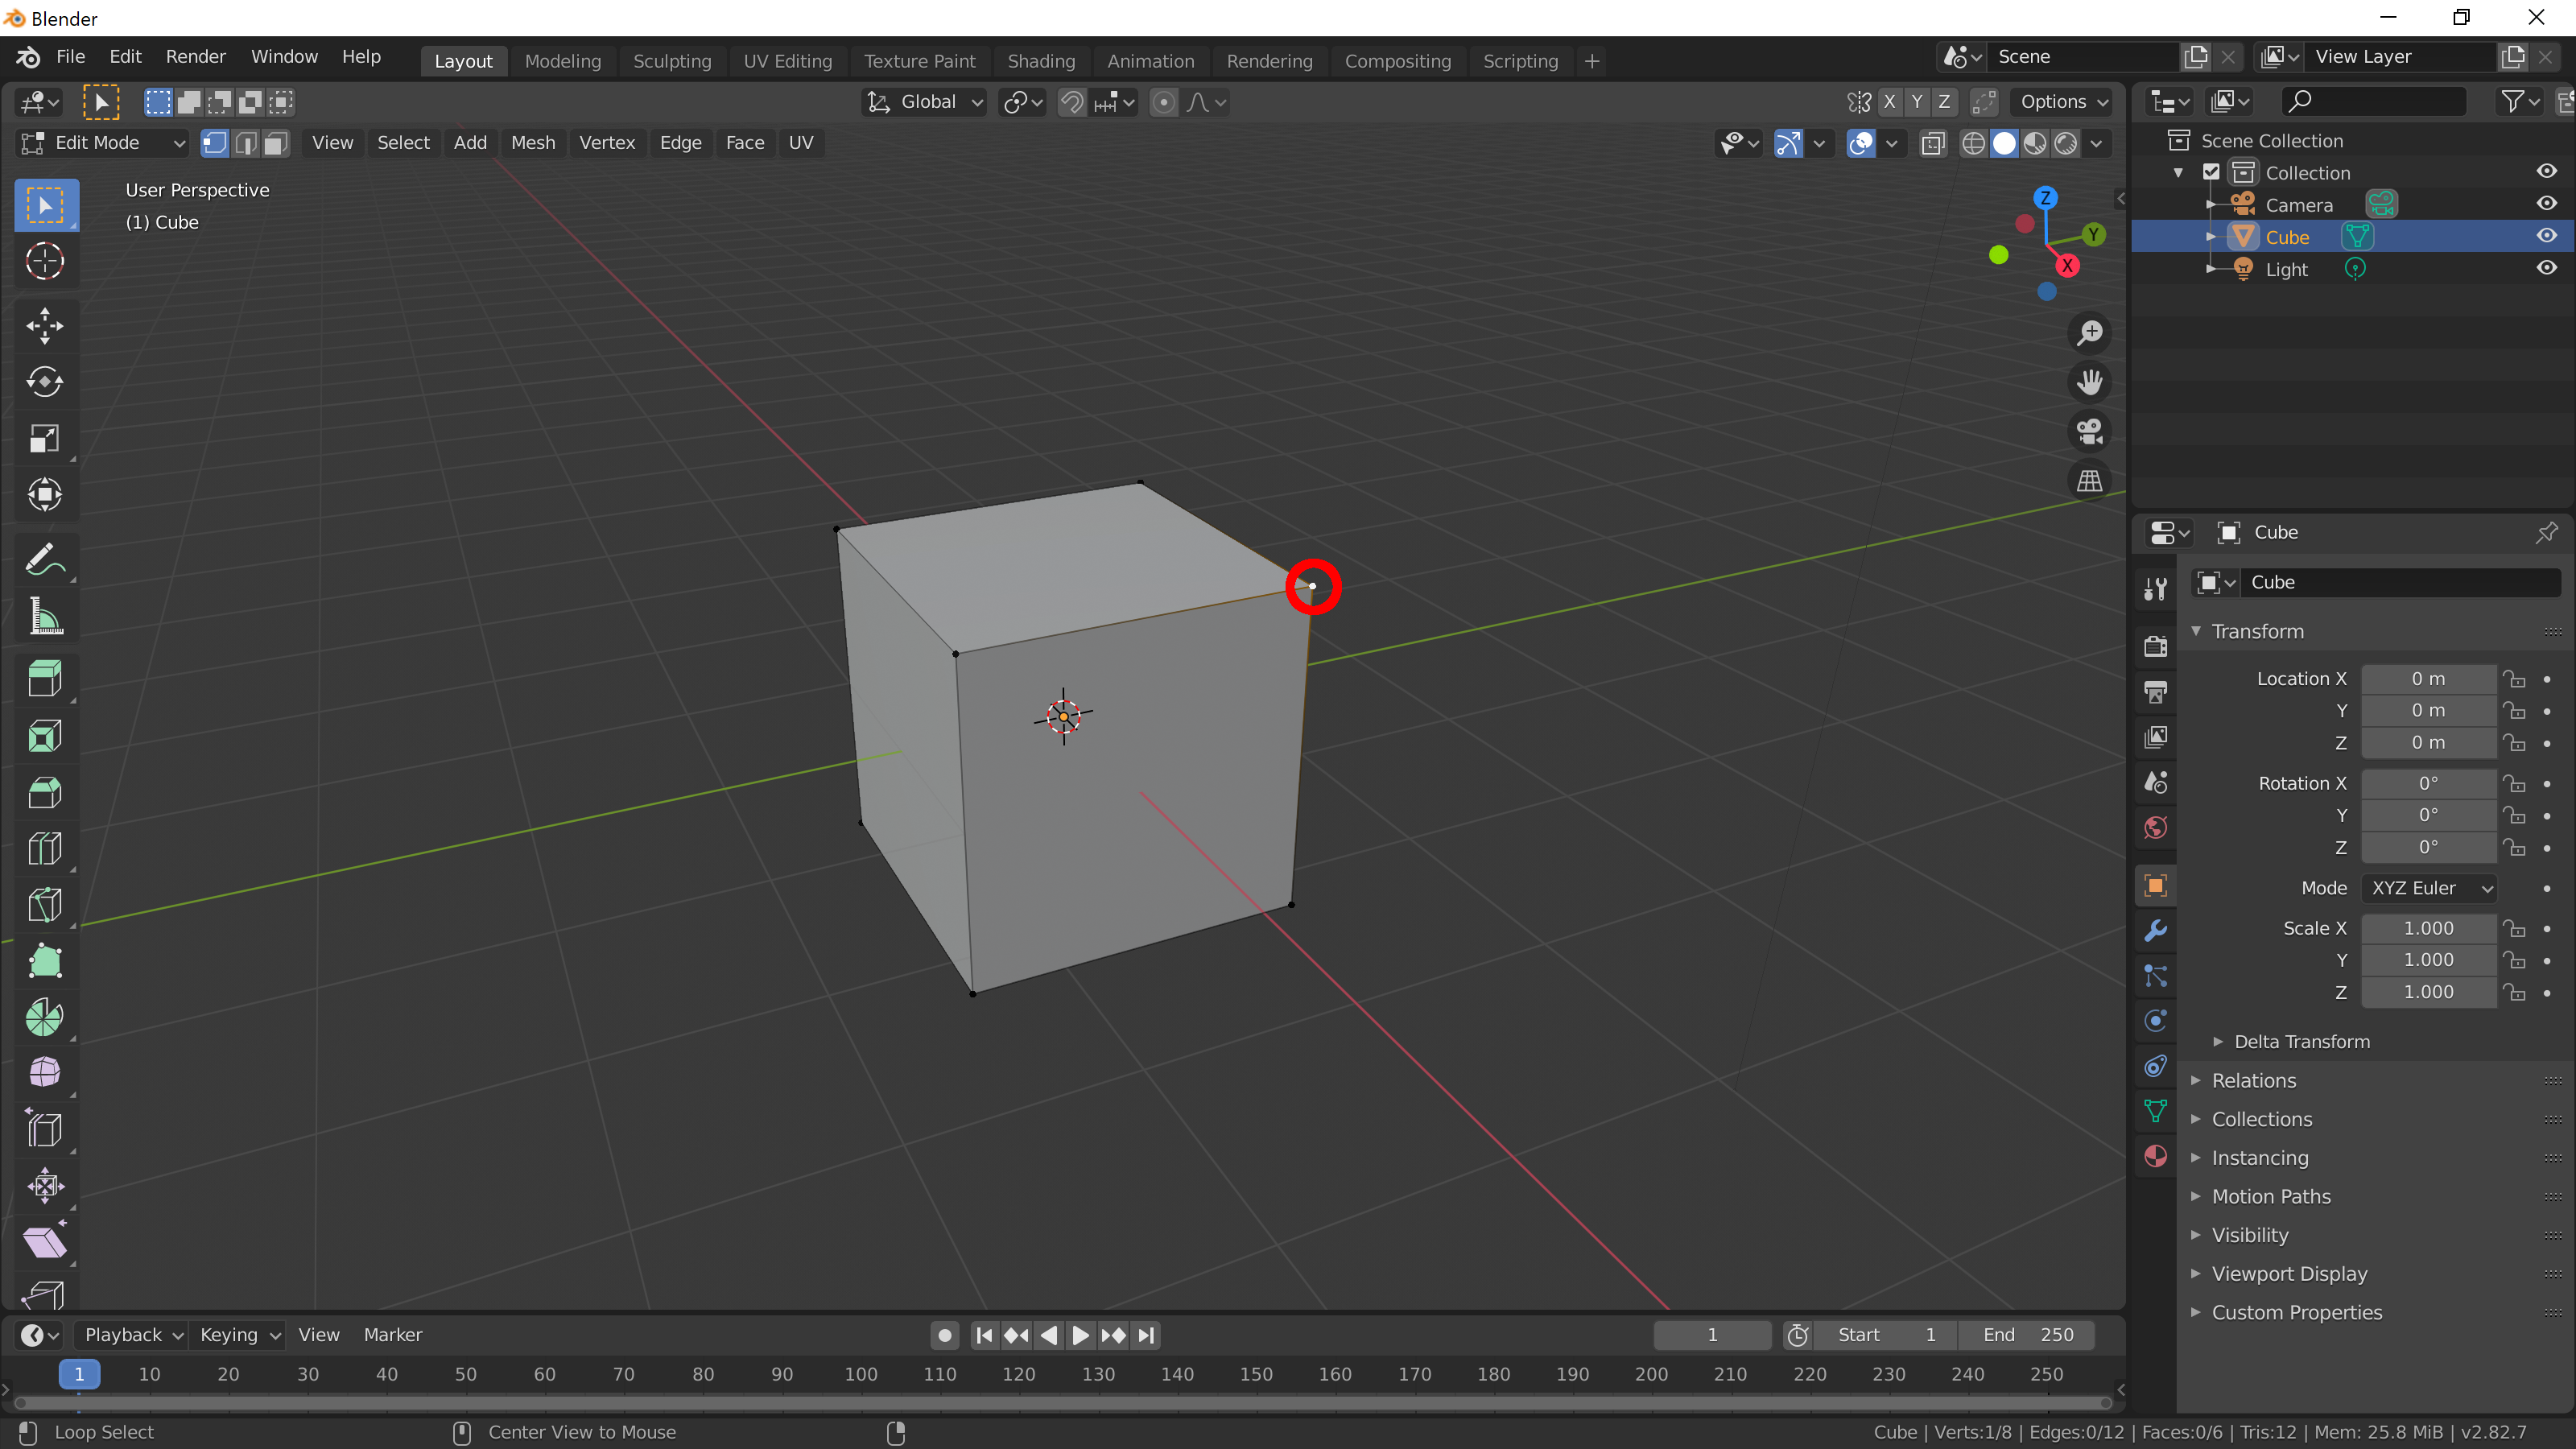 Blender
File Edit Render Window Help Layout Modeling Sculpting UV Editing Texture Paint Shading Animation Rendering Compositing Scripting + Scene View Layer
Global X Y Z Options
Edit Mode View Select Add Mesh Vertex Edge Face UV
User Perspective
(1) Cube
Z
Y
X
Scene Collection
Collection
Camera
Cube
Light
Cube
Cube
Transform
Location X 0 m
Y 0 m
Z 0 m
Rotation X 0°
Y 0°
Z 0°
Mode XYZ Euler
Scale X 1.000
Y 1.000
Z 1.000
Delta Transform
Relations
Collections
Instancing
Motion Paths
Visibility
Viewport Display
Custom Properties
Playback Keying View Marker 1 Start 1 End 250
1 10 20 30 40 50 60 70 80 90 100 110 120 130 140 150 160 170 180 190 200 210 220 230 240 250
Loop Select Center View to Mouse Cube | Verts:1/8 | Edges:0/12 | Faces:0/6 | Tris:12 | Mem: 25.8 MiB | v2.82.7